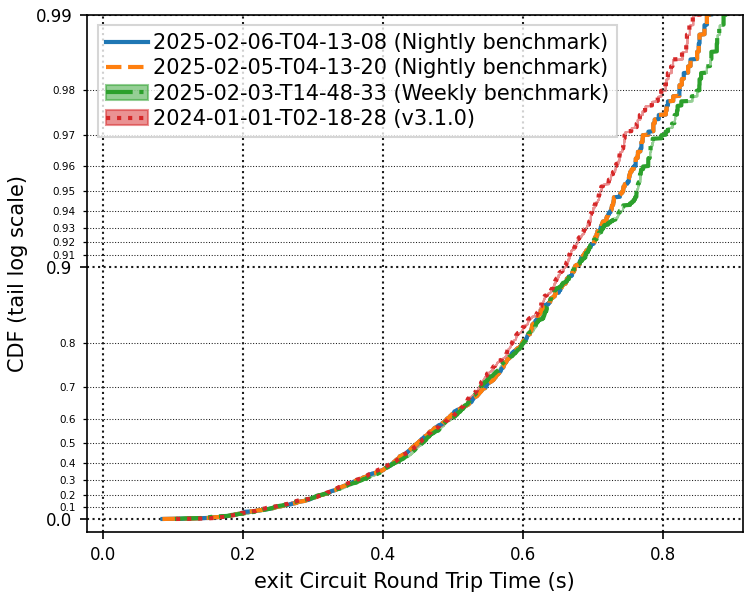 2025-02-06-T04-13-08 (Nightly benchmark)
2025-02-05-T04-13-20 (Nightly benchmark)
2025-02-03-T14-48-33 (Weekly benchmark)
2024-01-01-T02-18-28 (v3.1.0)
CDF (tail log scale)
0.99
0.98
0.97
0.96
0.95
0.94
0.93
0.92
0.91
0.9
0.8
0.7
0.6
0.5
0.4
0.3
0.2
0.1
0.0
0.0 0.2 0.4 0.6 0.8
exit Circuit Round Trip Time (s)